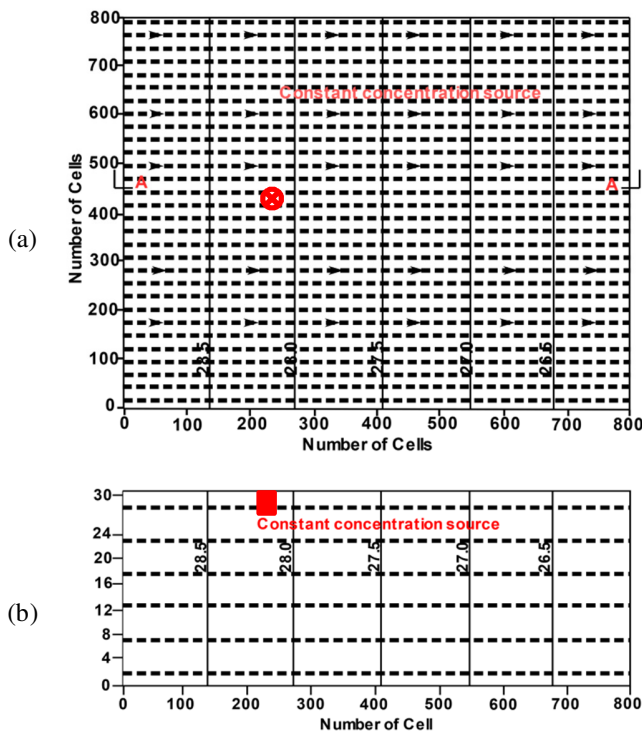 (a)
Number of Cells
800
700
600
500
400
300
200
100
0
Constant concentration source
A
A
28.5
28.0
27.5
27.0
26.5
0 100 200 300 400 500 600 700 800
Number of Cells
(b)
30
24
20
16
12
8
4
0
Constant concentration source
28.5
28.0
27.5
27.0
26.5
0 100 200 300 400 500 600 700 800
Number of Cell